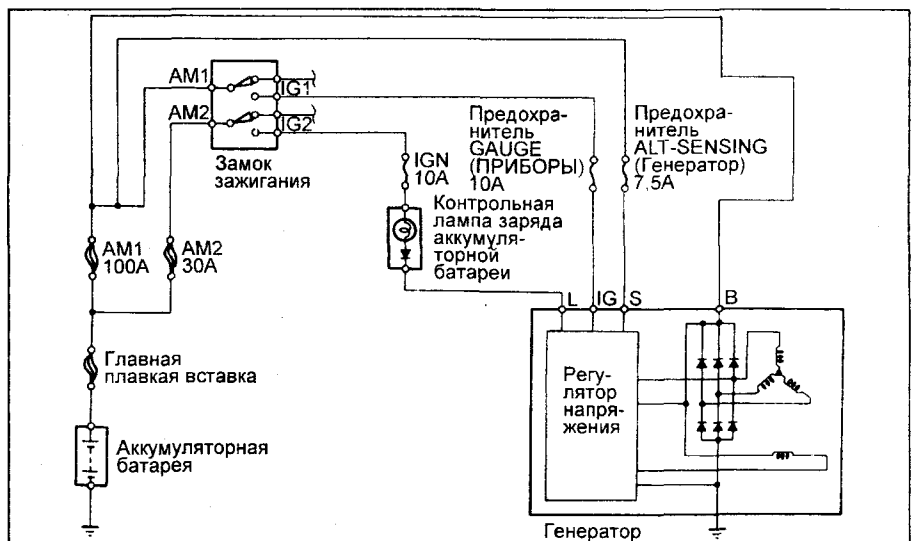 AM1
IG1
AM2
IG2
Замок
зажигания
IGN
10A
Предохра-
нитель
GAUGE
(ПРИБОРЫ)
10A
Предохра-
нитель
ALT-SENSING
(Генератор)
7,5A
Контрольная
лампа заряда
аккумуля-
торной
батареи
AM1
100A
AM2
30A
L
IG
S
B
Главная
плавкая вставка
Регу-
лятор
напря-
жения
Аккумуляторная
батарея
Генератор